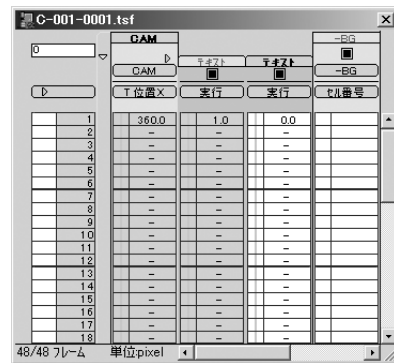 C-001-0001.tsf
CAM -BG
0
テキスト テキスト
CAM -BG
T位置X 実行 実行 セル番号
1 360.0 1.0 0.0
2 – – –
3 – – –
4 – – –
5 – – –
6 – – –
7 – – –
8 – – –
9 – – –
10 – – –
11 – – –
12 – – –
13 – – –
14 – – –
15 – – –
16 – – –
17 – – –
18 – – –
48/48 フレーム 単位:pixel